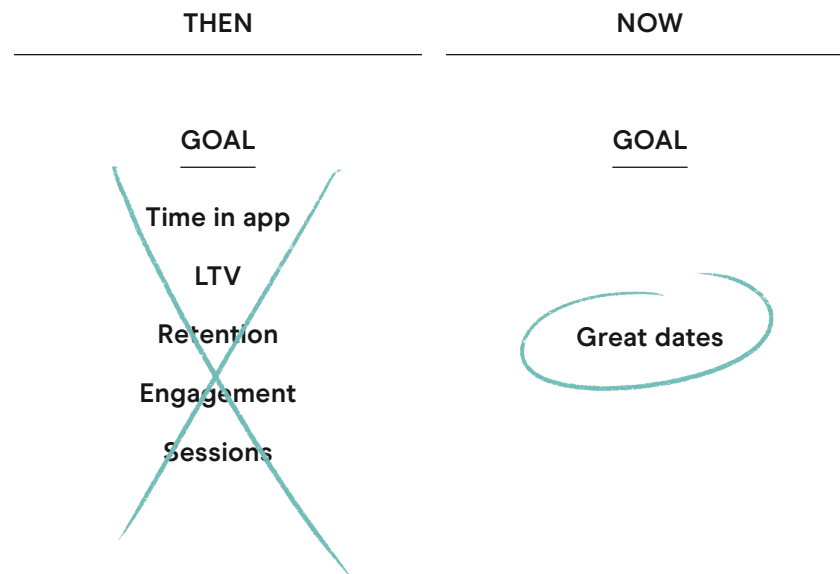 THEN
GOAL
Time in app
LTV
Retention
Engagement
Sessions
NOW
GOAL
Great dates